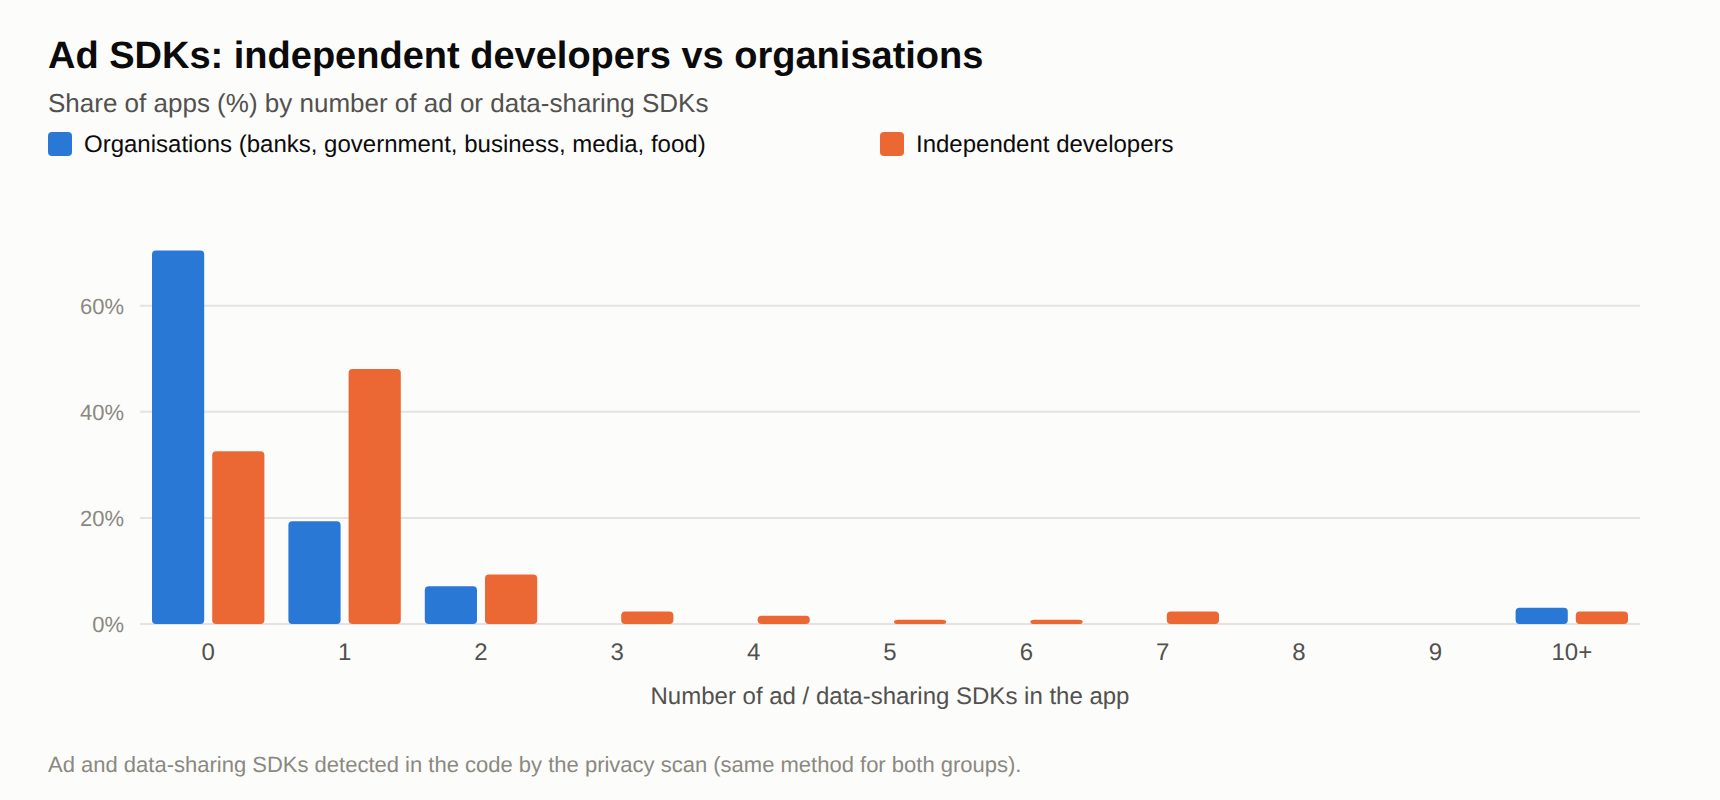 Ad SDKs: independent developers vs organisations
Share of apps (%) by number of ad or data-sharing SDKs
Organisations (banks, government, business, media, food)
Independent developers
60%
40%
20%
0%
0 1 2 3 4 5 6 7 8 9 10+
Number of ad / data-sharing SDKs in the app
Ad and data-sharing SDKs detected in the code by the privacy scan (same method for both groups).